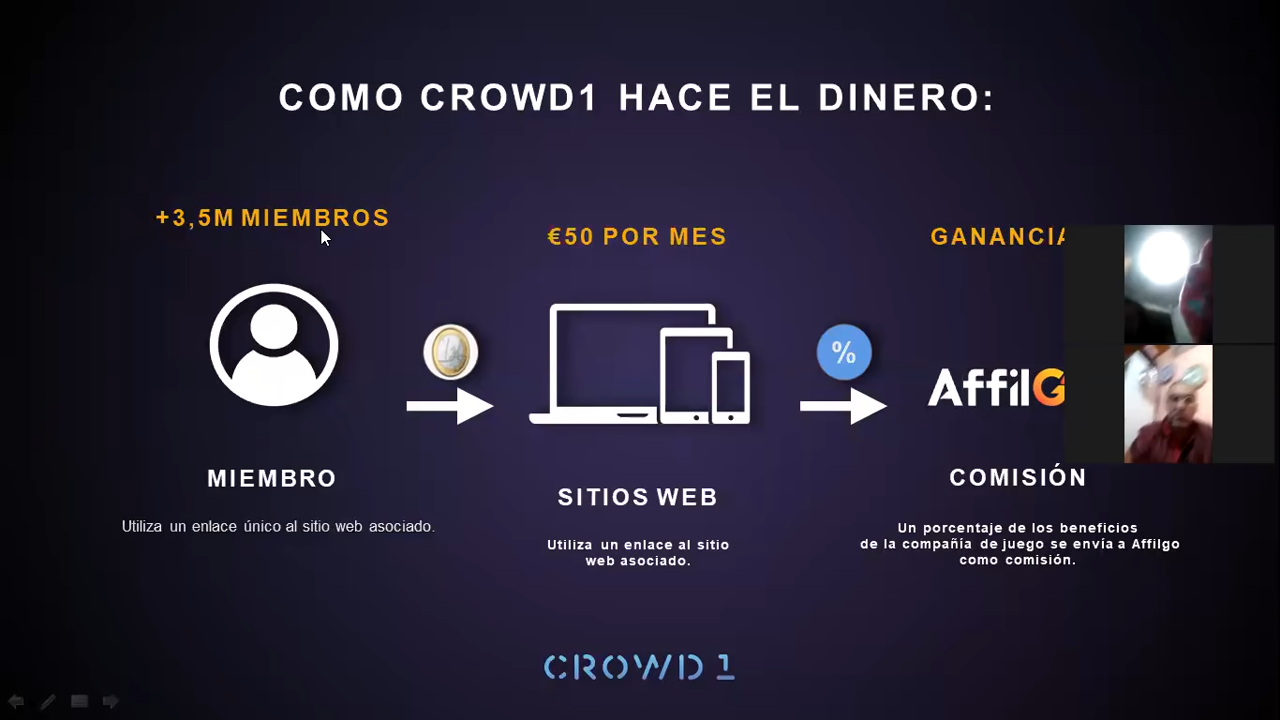 COMO CROWD1 HACE EL DINERO:
+3,5M MIEMBROS
€50 POR MES
GANANCIA
%
AffilG
MIEMBRO
SITIOS WEB
COMISIÓN
Utiliza un enlace único al sitio web asociado.
Utiliza un enlace al sitio
web asociado.
Un porcentaje de los beneficios
de la compañía de juego se envía a Affilgo
como comisión.
CROWD1